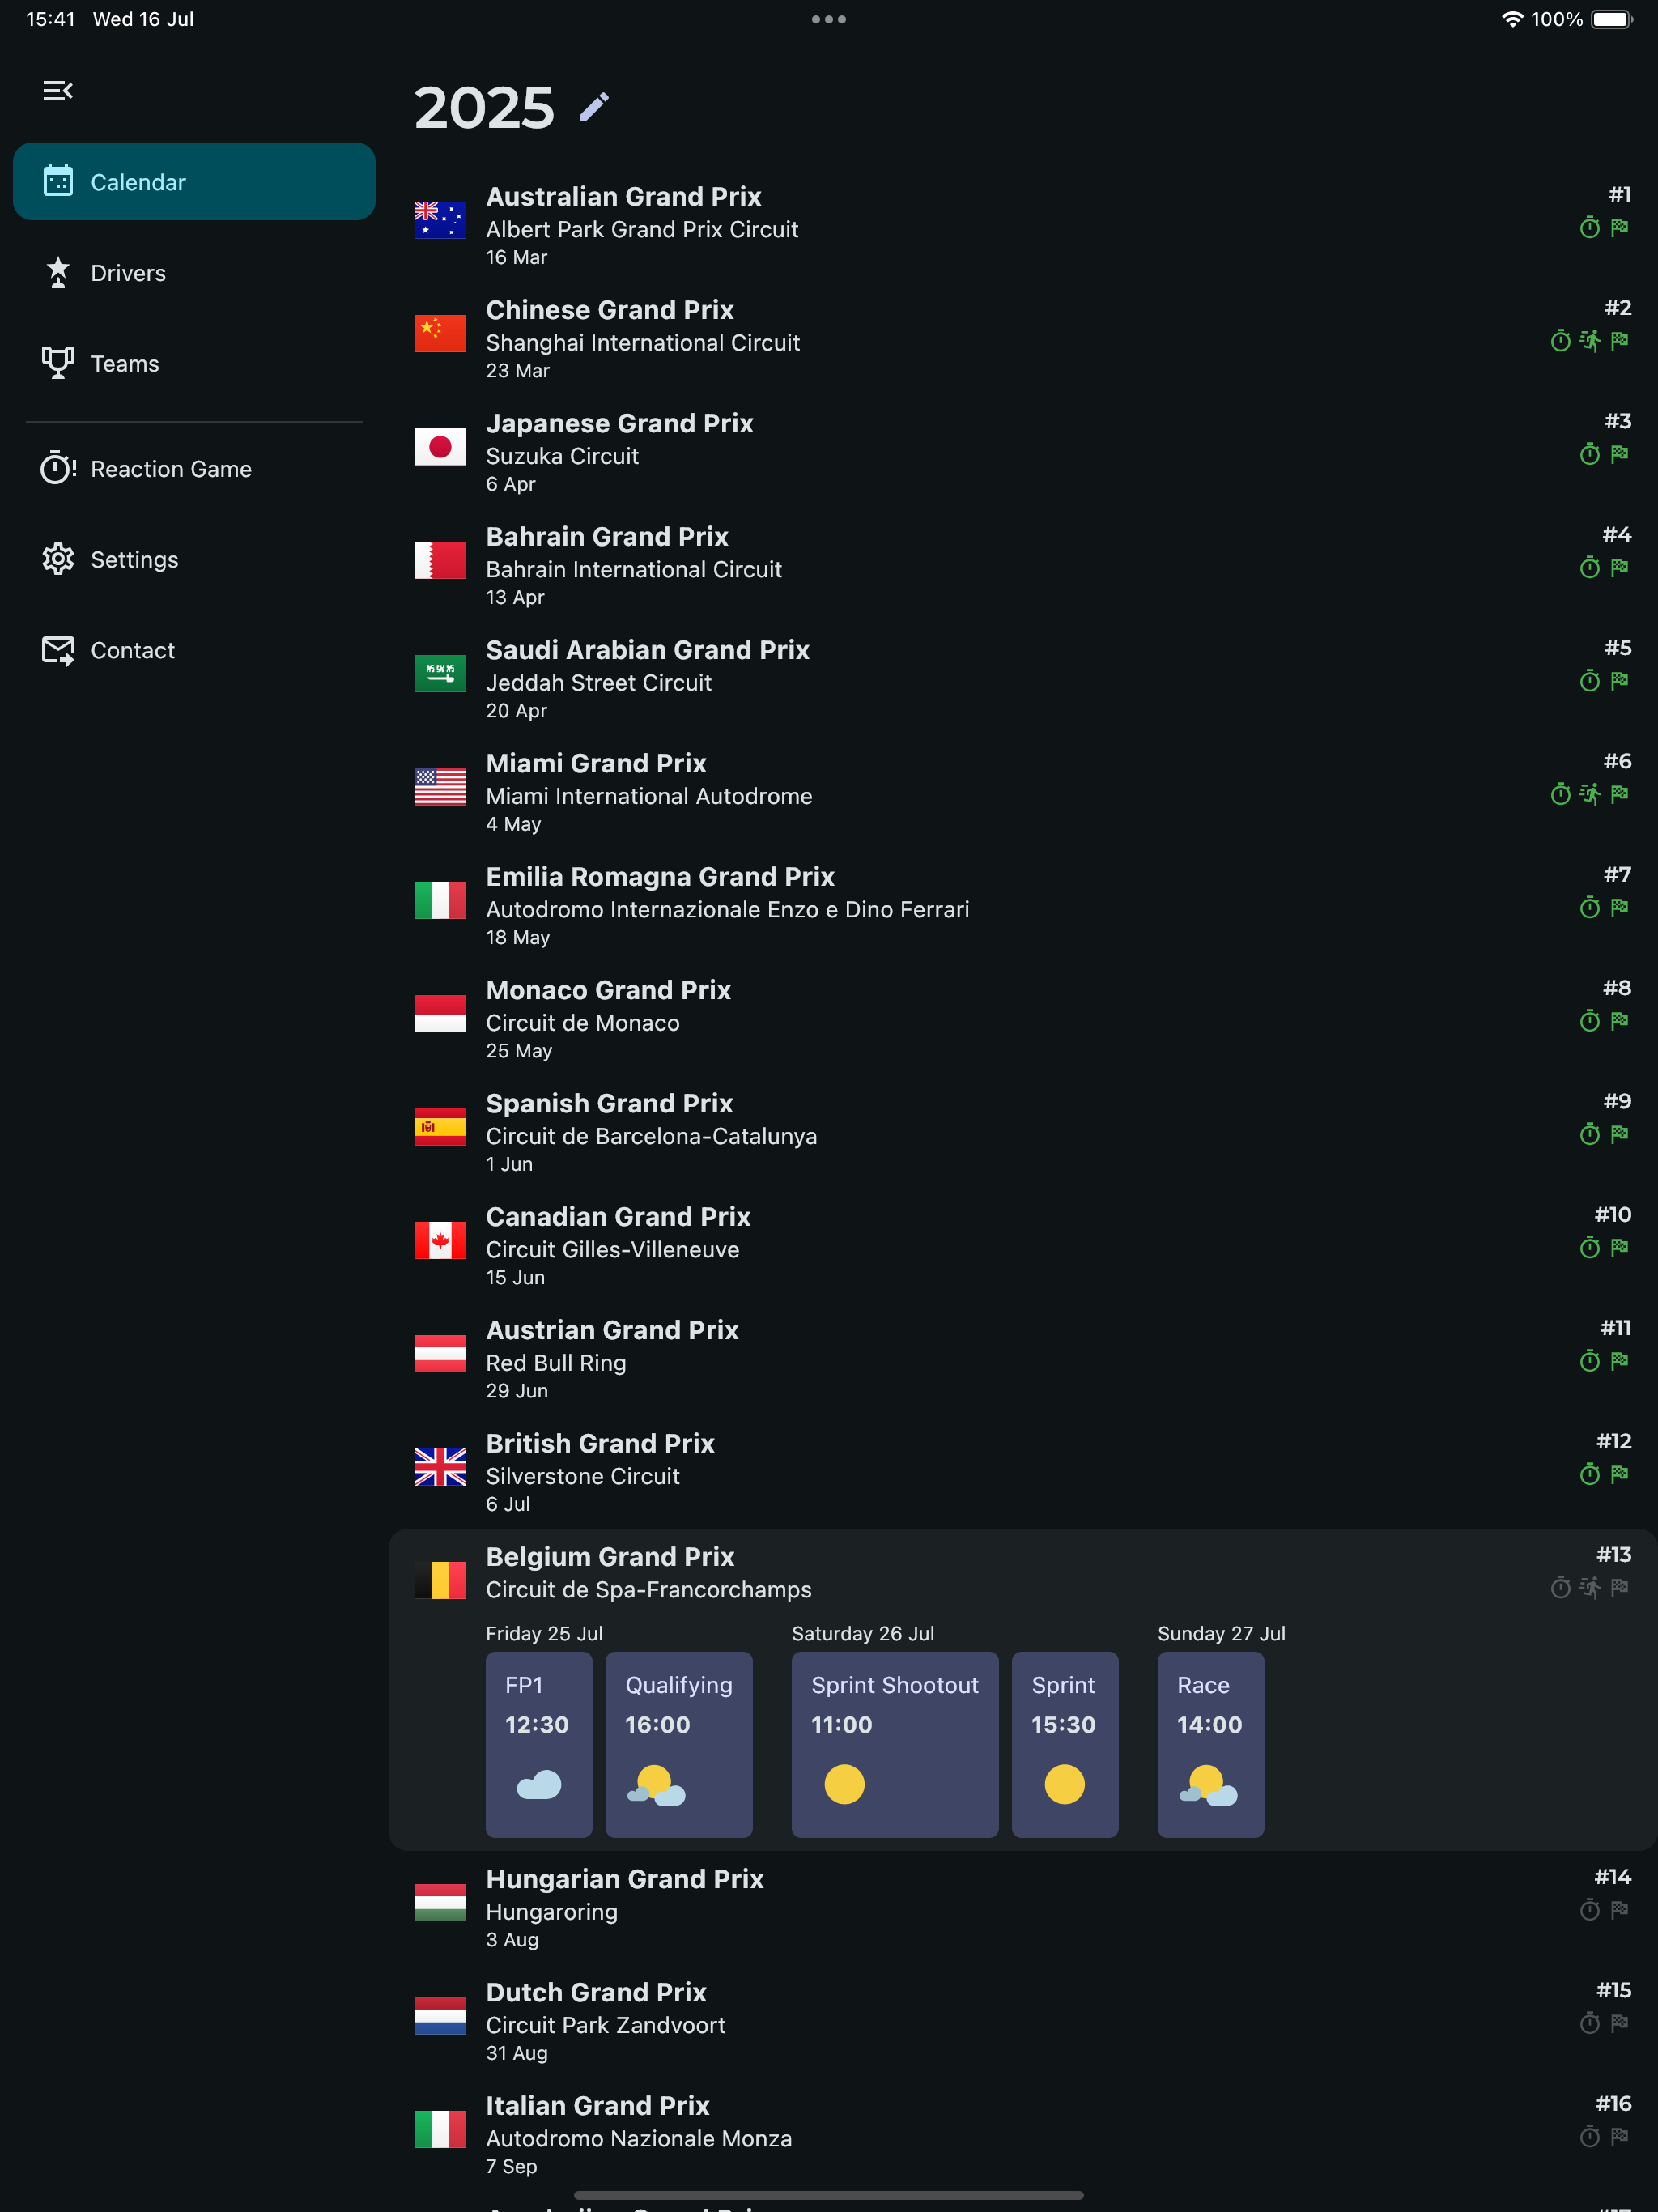 15:41 Wed 16 Jul
100%
Calendar
Drivers
Teams
Reaction Game
Settings
Contact
2025
Australian Grand Prix #1
Albert Park Grand Prix Circuit
16 Mar
Chinese Grand Prix #2
Shanghai International Circuit
23 Mar
Japanese Grand Prix #3
Suzuka Circuit
6 Apr
Bahrain Grand Prix #4
Bahrain International Circuit
13 Apr
Saudi Arabian Grand Prix #5
Jeddah Street Circuit
20 Apr
Miami Grand Prix #6
Miami International Autodrome
4 May
Emilia Romagna Grand Prix #7
Autodromo Internazionale Enzo e Dino Ferrari
18 May
Monaco Grand Prix #8
Circuit de Monaco
25 May
Spanish Grand Prix #9
Circuit de Barcelona-Catalunya
1 Jun
Canadian Grand Prix #10
Circuit Gilles-Villeneuve
15 Jun
Austrian Grand Prix #11
Red Bull Ring
29 Jun
British Grand Prix #12
Silverstone Circuit
6 Jul
Belgium Grand Prix #13
Circuit de Spa-Francorchamps
Friday 25 Jul Saturday 26 Jul Sunday 27 Jul
FP1 Qualifying Sprint Shootout Sprint Race
12:30 16:00 11:00 15:30 14:00
Hungarian Grand Prix #14
Hungaroring
3 Aug
Dutch Grand Prix #15
Circuit Park Zandvoort
31 Aug
Italian Grand Prix #16
Autodromo Nazionale Monza
7 Sep